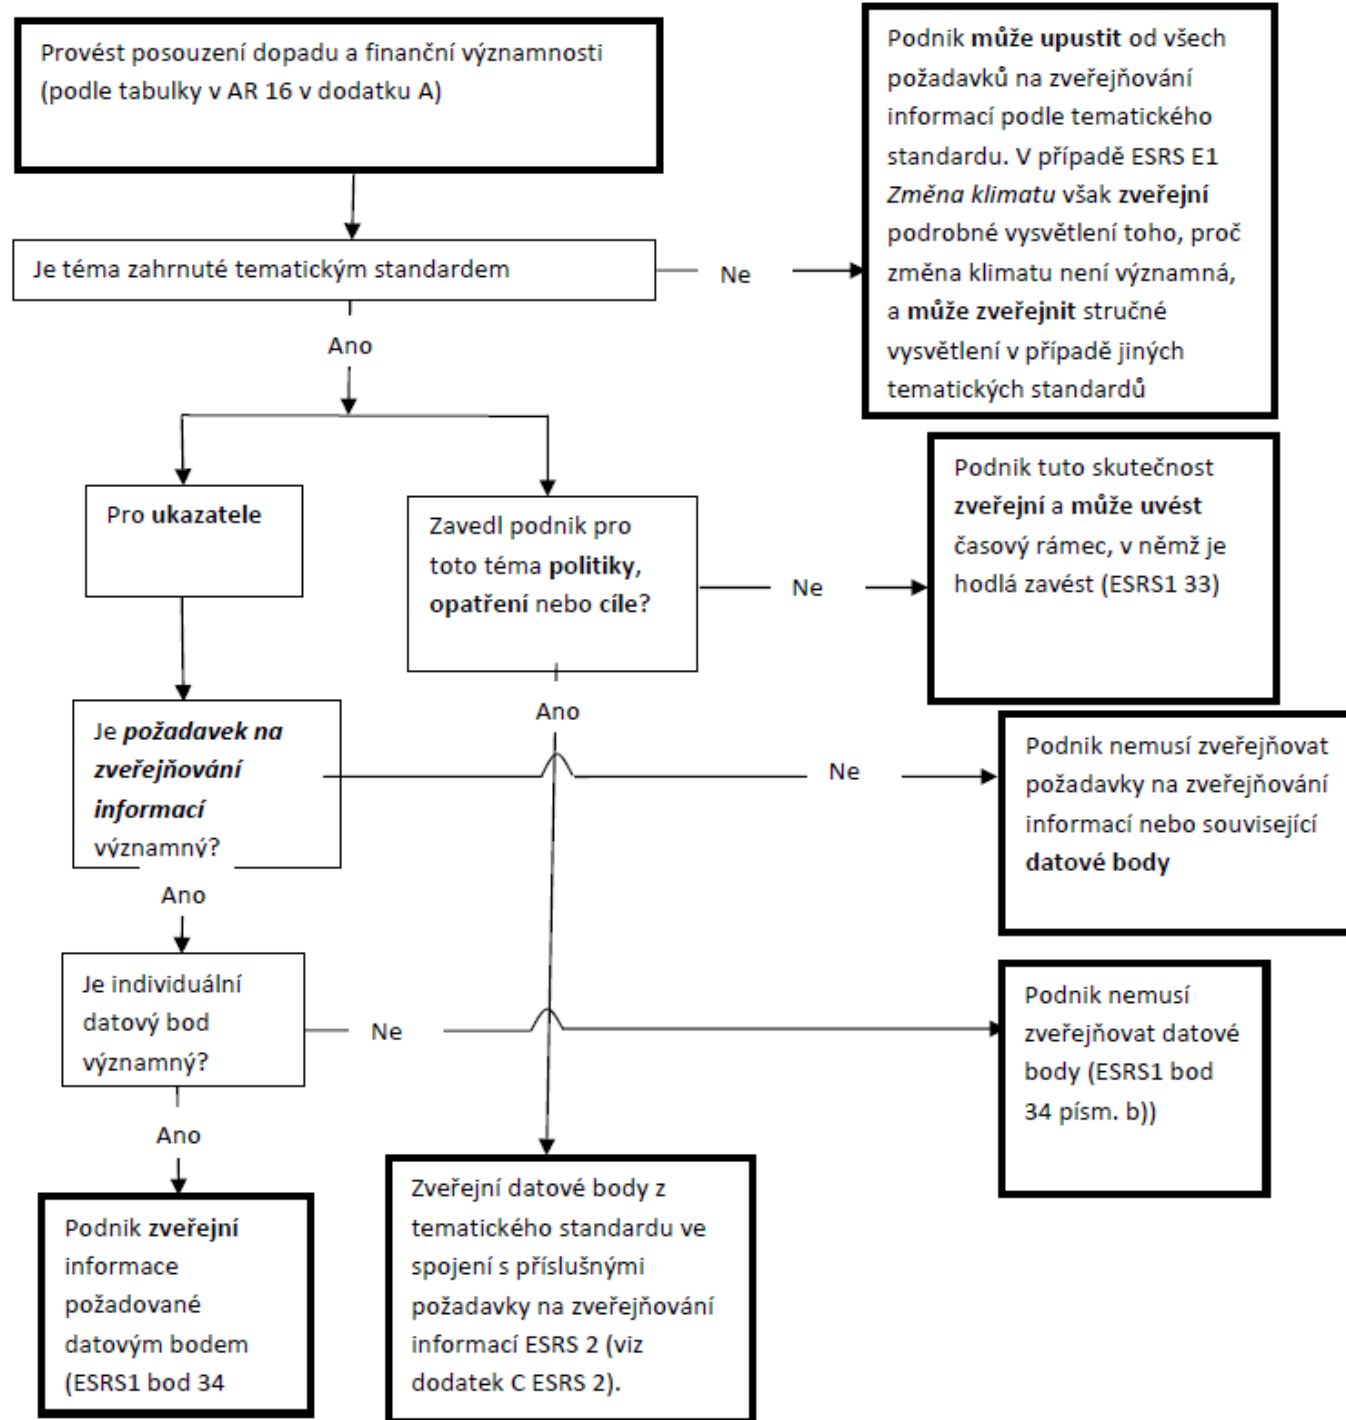 Provést posouzení dopadu a finanční významnosti
(podle tabulky v AR 16 v dodatku A)
Podnik může upustit od všech
požadavků na zveřejňování
informací podle tematického
standardu. V případě ESRS E1
Změna klimatu však zveřejní
podrobné vysvětlení toho, proč
změna klimatu není významná,
a může zveřejnit stručné
vysvětlení v případě jiných
tematických standardů
Je téma zahrnuté tematickým standardem
Ne
Ano
Pro ukazatele
Zavedl podnik pro
toto téma politiky,
opatření nebo cíle?
Ne
Podnik tuto skutečnost
zveřejní a může uvést
časový rámec, v němž je
hodlá zavést (ESRS1 33)
Ano
Je požadavek na
zveřejňování
informací
významný?
Ne
Podnik nemusí zveřejňovat
požadavky na zveřejňování
informací nebo související
datové body
Ano
Je individuální
datový bod
významný?
Ne
Podnik nemusí
zveřejňovat datové
body (ESRS1 bod
34 písm. b))
Ano
Podnik zveřejní
informace
požadované
datovým bodem
(ESRS1 bod 34
Zveřejní datové body z
tematického standardu ve
spojení s příslušnými
požadavky na zveřejňování
informací ESRS 2 (viz
dodatek C ESRS 2).